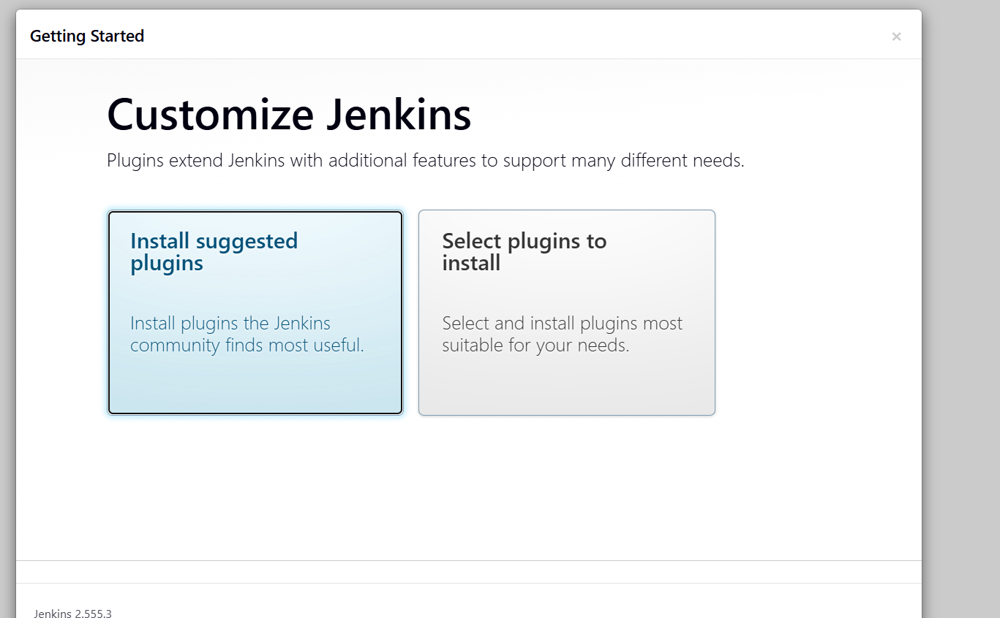 Getting Started
×
Customize Jenkins
Plugins extend Jenkins with additional features to support many different needs.
Install suggested
plugins
Install plugins the Jenkins
community finds most useful.
Select plugins to
install
Select and install plugins most
suitable for your needs.
Jenkins 2.555.3